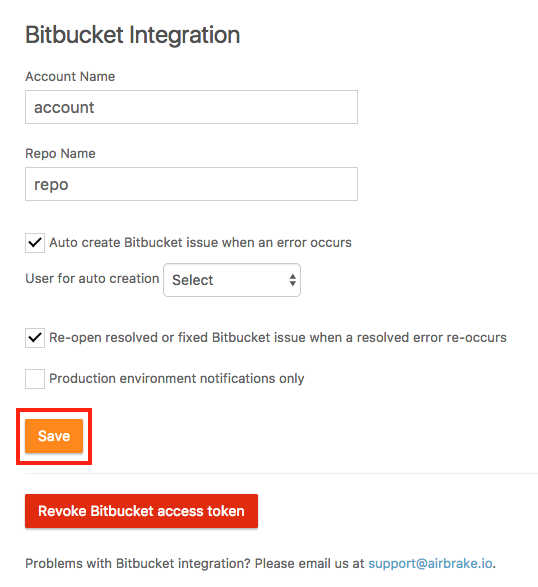 Bitbucket Integration
Account Name
account
Repo Name
repo
Auto create Bitbucket issue when an error occurs
User for auto creation Select
Re-open resolved or fixed Bitbucket issue when a resolved error re-occurs
Production environment notifications only
Save
Revoke Bitbucket access token
Problems with Bitbucket integration? Please email us at support@airbrake.io.